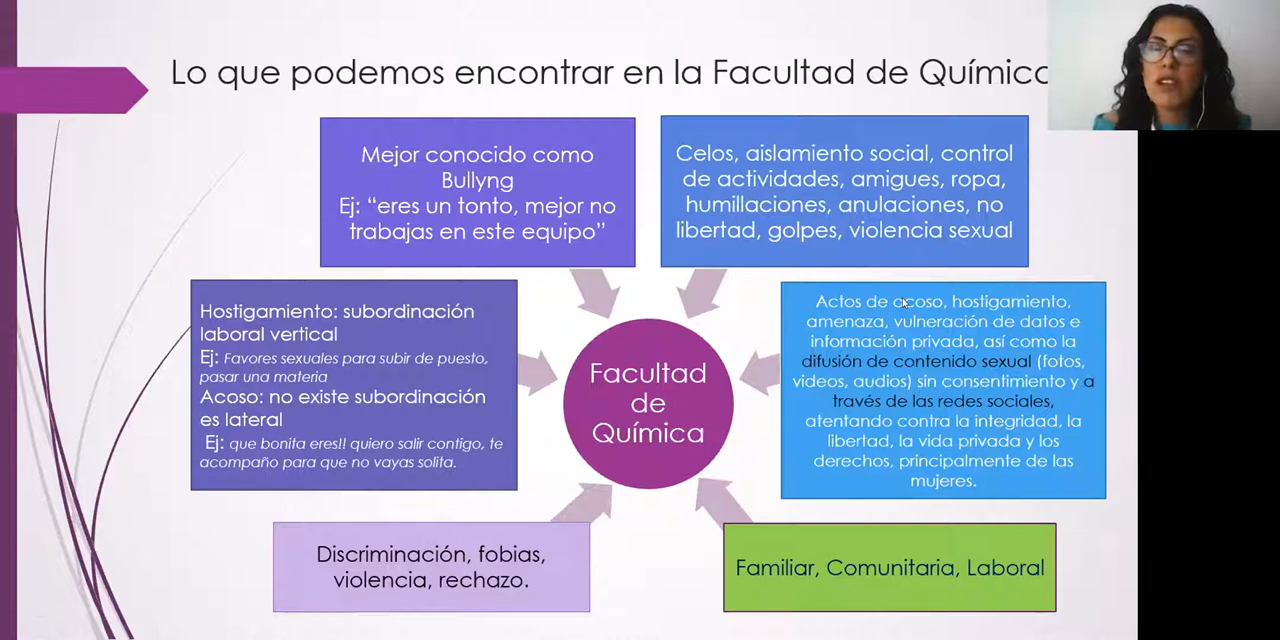 Lo que podemos encontrar en la Facultad de Química
Mejor conocido como
Bullyng
Ej: “eres un tonto, mejor no
trabajas en este equipo”
Celos, aislamiento social, control
de actividades, amigues, ropa,
humillaciones, anulaciones, no
libertad, golpes, violencia sexual
Hostigamiento: subordinación
laboral vertical
Ej: Favores sexuales para subir de puesto,
pasar una materia
Acoso: no existe subordinación
es lateral
Ej: que bonita eres!! quiero salir contigo, te
acompaño para que no vayas solita.
Facultad
de
Química
Actos de acoso, hostigamiento,
amenaza, vulneración de datos e
información privada, así como la
difusión de contenido sexual (fotos,
videos, audios) sin consentimiento y a
través de las redes sociales,
atentando contra la integridad, la
libertad, la vida privada y los
derechos, principalmente de las
mujeres.
Discriminación, fobias,
violencia, rechazo.
Familiar, Comunitaria, Laboral